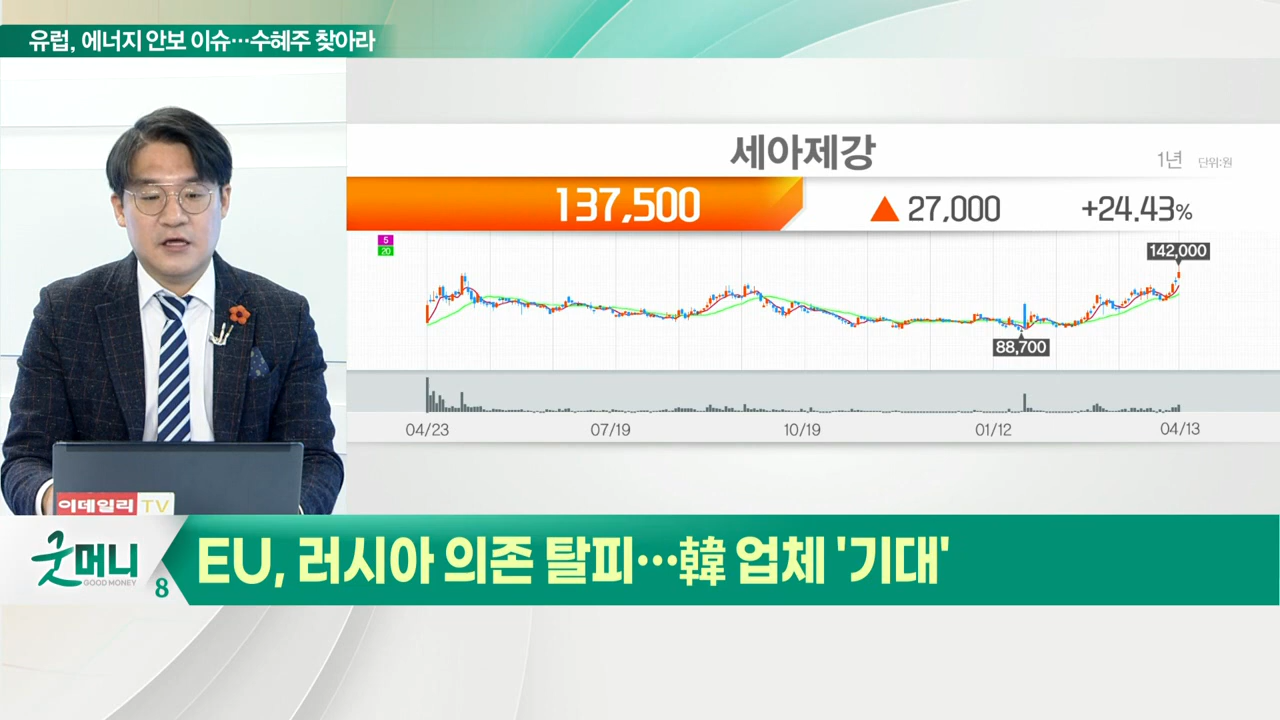 유럽, 에너지 안보 이슈…수혜주 찾아라
세아제강
1년 단위:원
137,500 ▲ 27,000 +24.43%
5
20
142,000
88,700
04/23 07/19 10/19 01/12 04/13
이데일리 TV
굿머니
GOOD MONEY
8
EU, 러시아 의존 탈피…韓 업체 '기대'